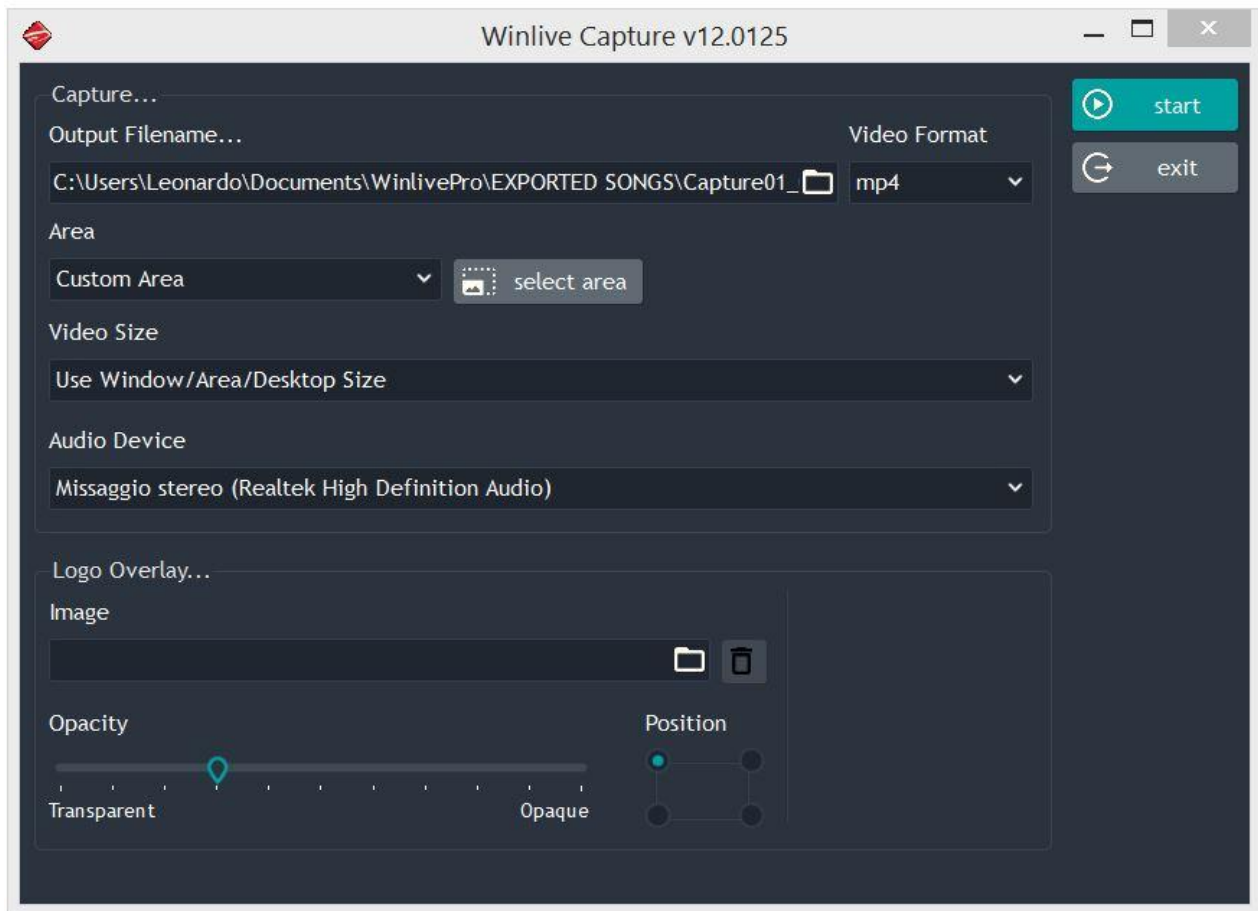 Winlive Capture v12.0125
Capture...
start
Output Filename...
Video Format
C:\Users\Leonardo\Documents\WinlivePro\EXPORTED SONGS\Capture01_
mp4
exit
Area
Custom Area
select area
Video Size
Use Window/Area/Desktop Size
Audio Device
Missaggio stereo (Realtek High Definition Audio)
Logo Overlay...
Image
Opacity
Position
Transparent
Opaque